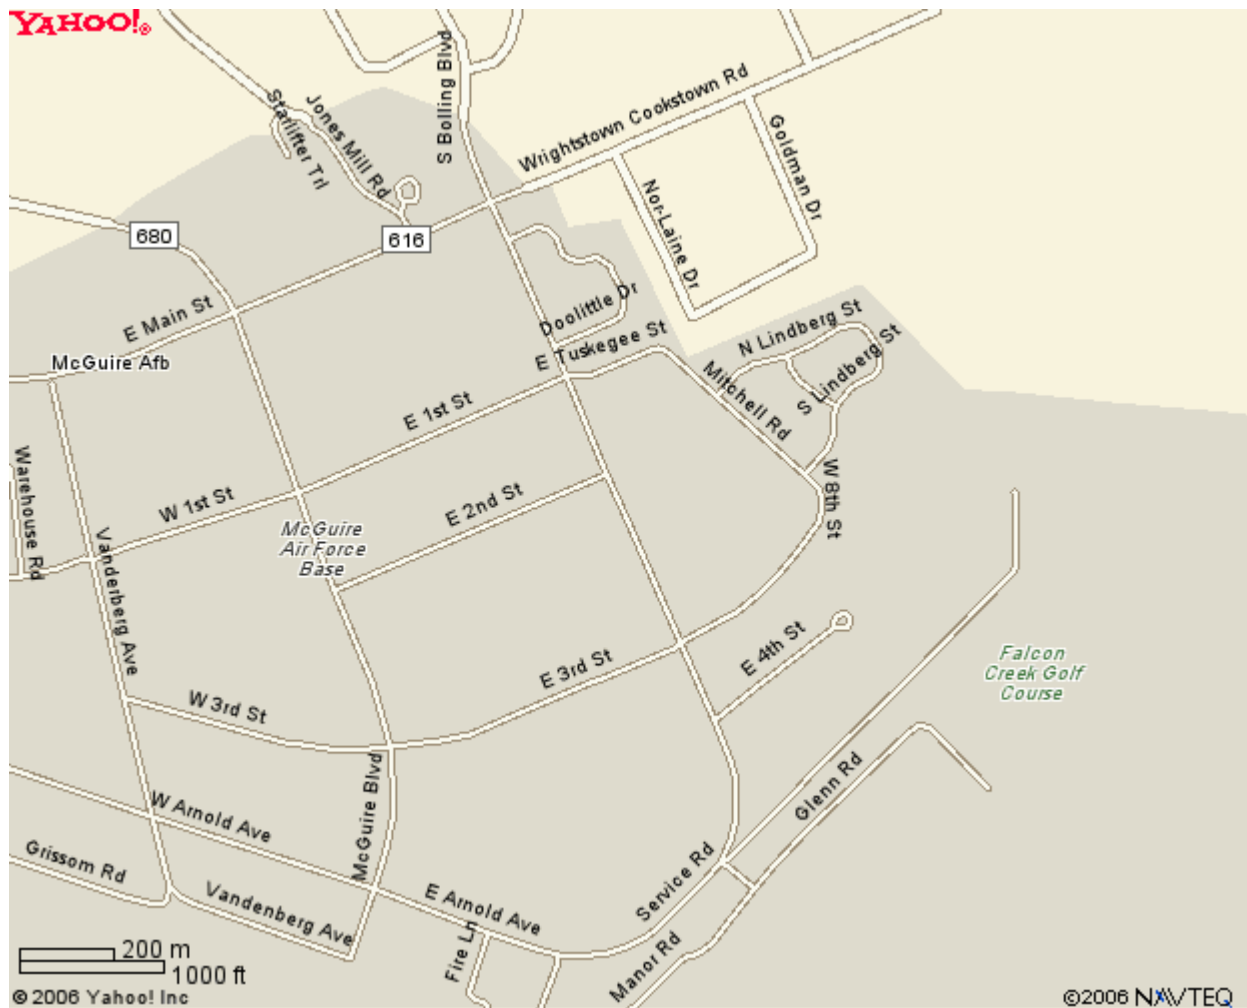 YAHOO!®
Starlifter Trl
Jones Mill Rd
S Bolling Blvd
Wrightstown Cookstown Rd
Goldman Dr
Nor-Laine Dr
680
616
E Main St
McGuire Afb
Doolittle Dr
E Tuskegee St
N Lindberg St
S Lindberg St
Mitchell Rd
E 1st St
W 1st St
E 2nd St
W 8th St
Warehouse Rd
Vanderberg Ave
McGuire
Air Force
Base
E 3rd St
E 4th St
W 3rd St
Falcon
Creek Golf
Course
McGuire Blvd
Glenn Rd
W Arnold Ave
Grissom Rd
Vandenberg Ave
E Arnold Ave
Service Rd
Fire Ln
Manor Rd
200 m
1000 ft
© 2006 Yahoo! Inc
©2006 NAVTEQ